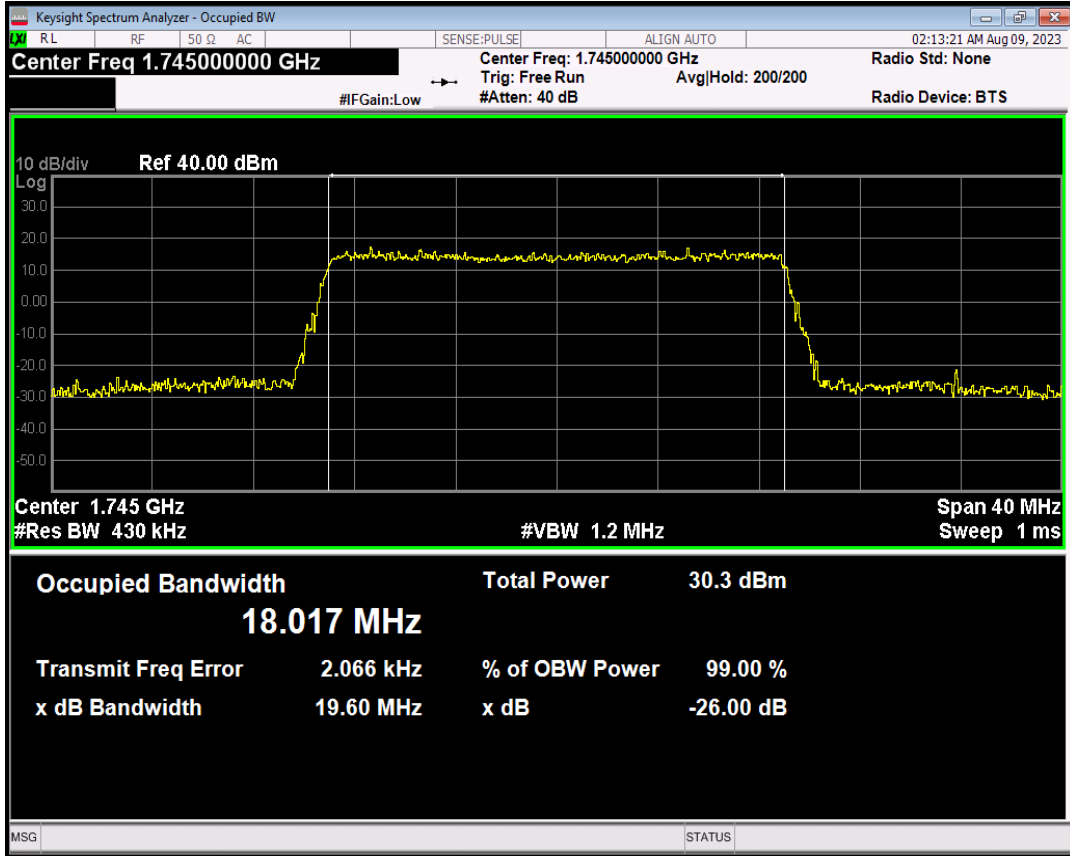 Keysight Spectrum Analyzer - Occupied BW
LXI RL RF 50 Ω AC SENSE:PULSE ALIGN AUTO 02:13:21 AM Aug 09, 2023
Center Freq 1.745000000 GHz Center Freq: 1.745000000 GHz Radio Std: None
Trig: Free Run Avg|Hold: 200/200
#IFGain:Low #Atten: 40 dB Radio Device: BTS
10 dB/div Ref 40.00 dBm
Log
30.0
20.0
10.0
0.00
-10.0
-20.0
-30.0
-40.0
-50.0
Center 1.745 GHz Span 40 MHz
#Res BW 430 kHz #VBW 1.2 MHz Sweep 1 ms
Occupied Bandwidth Total Power 30.3 dBm
18.017 MHz
Transmit Freq Error 2.066 kHz % of OBW Power 99.00 %
x dB Bandwidth 19.60 MHz x dB -26.00 dB
MSG STATUS